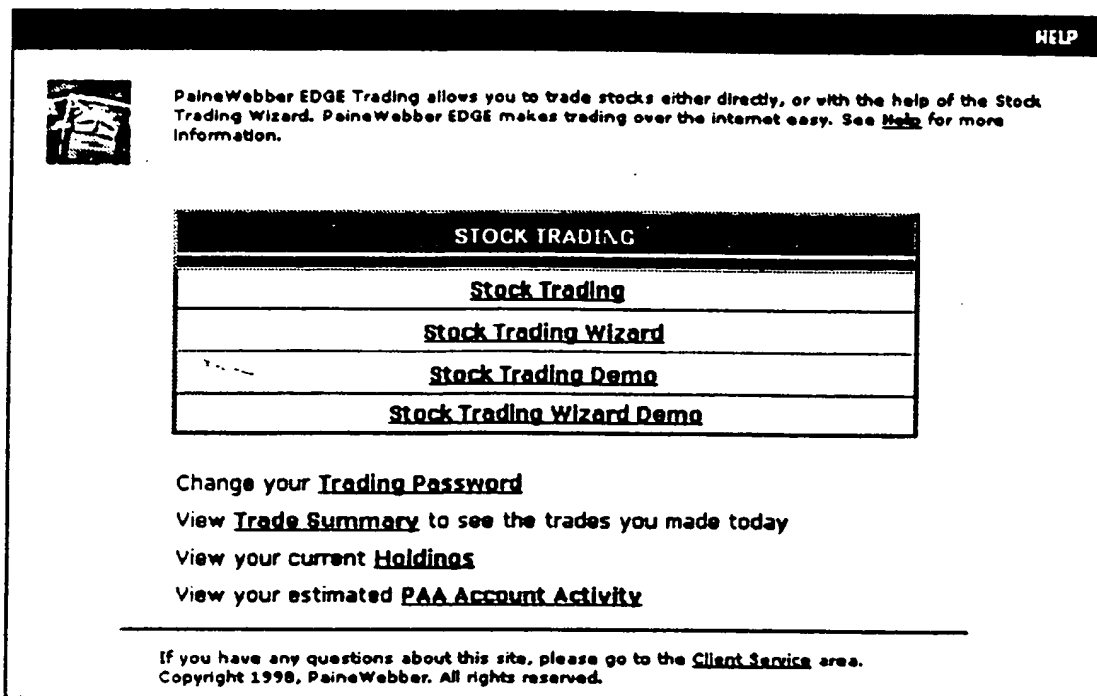 HELP
PaineWebber EDGE Trading allows you to trade stocks either directly, or with the help of the Stock
Trading Wizard. PaineWebber EDGE makes trading over the internet easy. See Help for more
information.
STOCK TRADING
Stock Trading
Stock Trading Wizard
Stock Trading Demo
Stock Trading Wizard Demo
Change your Trading Password
View Trade Summary to see the trades you made today
View your current Holdings
View your estimated PAA Account Activity
If you have any questions about this site, please go to the Client Service area.
Copyright 1998, PaineWebber. All rights reserved.